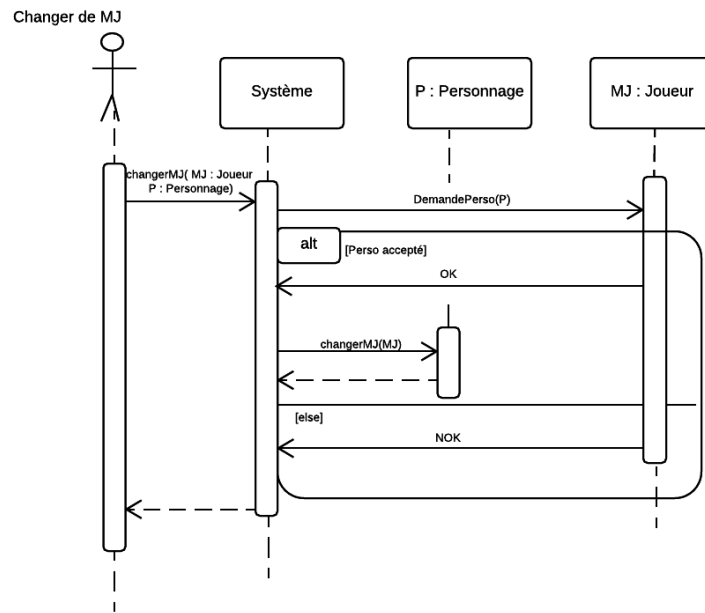 Changer de MJ
Système
P : Personnage
MJ : Joueur
changerMJ( MJ : Joueur
P : Personnage)
DemandePerso(P)
alt
[Perso accepté]
OK
changerMJ(MJ)
[else]
NOK